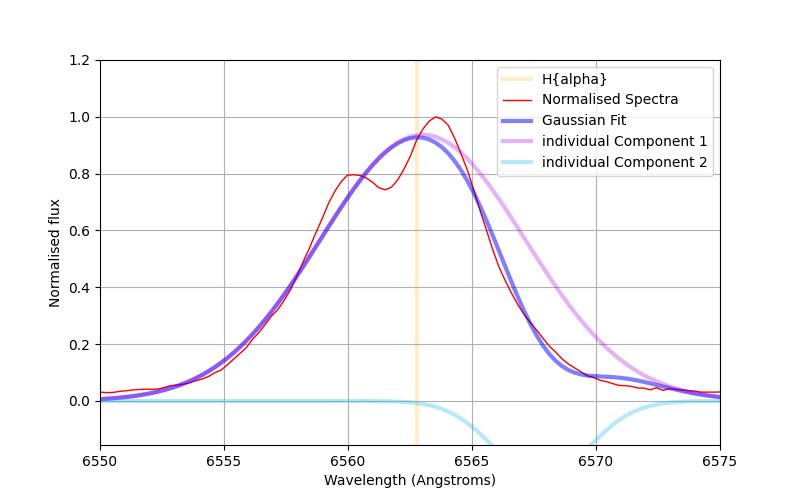 1.2
1.0
0.8
0.6
0.4
0.2
0.0
Normalised flux
H{alpha}
Normalised Spectra
Gaussian Fit
individual Component 1
individual Component 2
6550 6555 6560 6565 6570 6575
Wavelength (Angstroms)